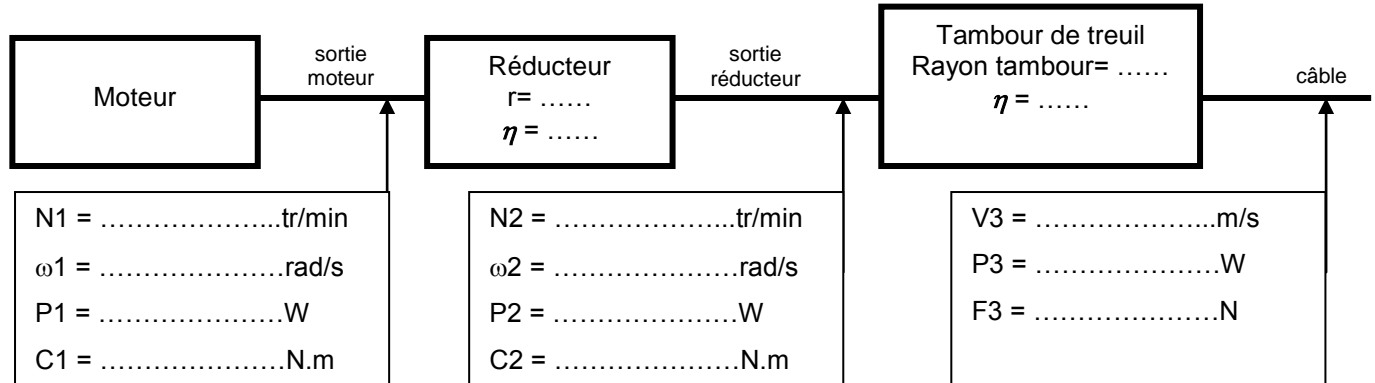 Moteur
sortie
moteur
Réducteur
r= ……
η = ……
sortie
réducteur
Tambour de treuil
Rayon tambour= ……
η = ……
câble
N1 = …………………...tr/min
ω1 = …………………rad/s
P1 = …………………W
C1 = …………………N.m
N2 = …………………...tr/min
ω2 = …………………rad/s
P2 = …………………W
C2 = …………………N.m
V3 = ………………...m/s
P3 = …………………W
F3 = …………………N